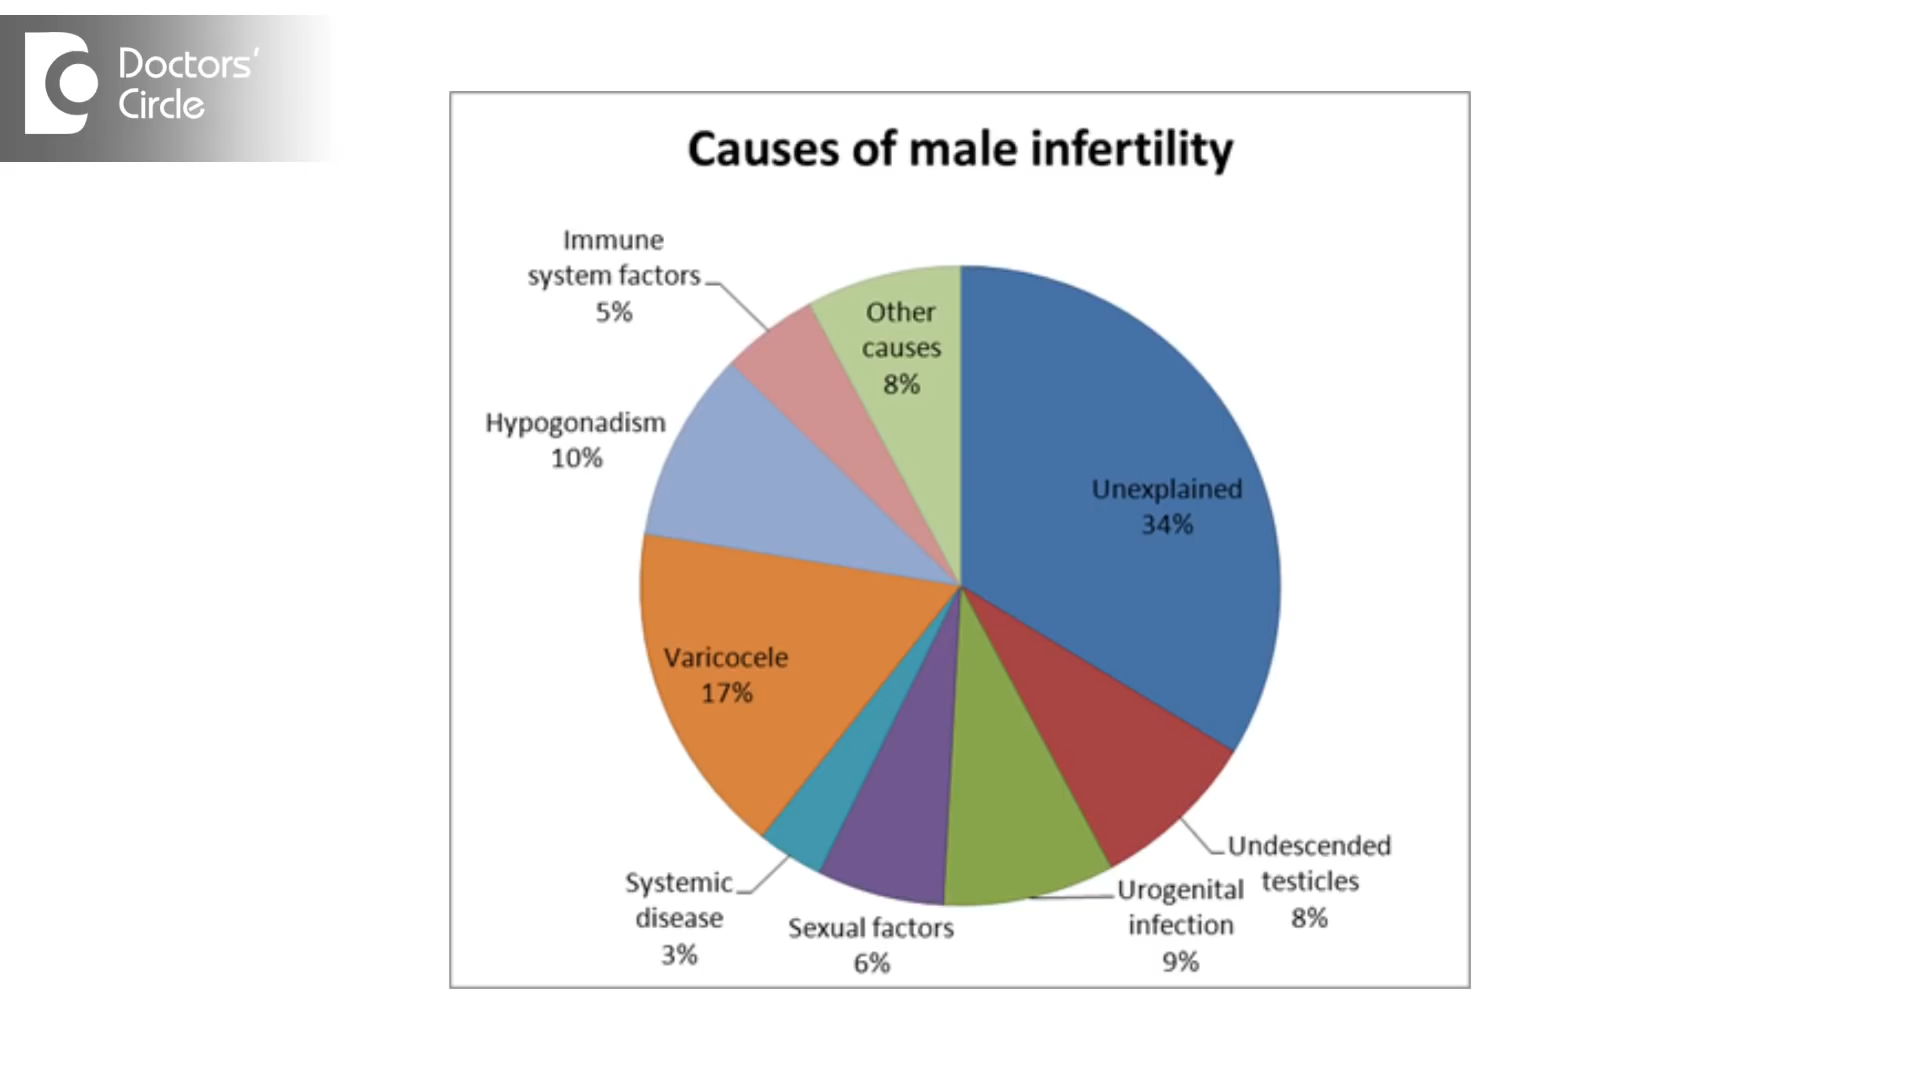 Doctors'
Circle
Causes of male infertility
Immune
system factors
5%
Other
causes
8%
Hypogonadism
10%
Unexplained
34%
Varicocele
17%
Undescended
testicles
8%
Urogenital
infection
9%
Systemic
disease
3%
Sexual factors
6%